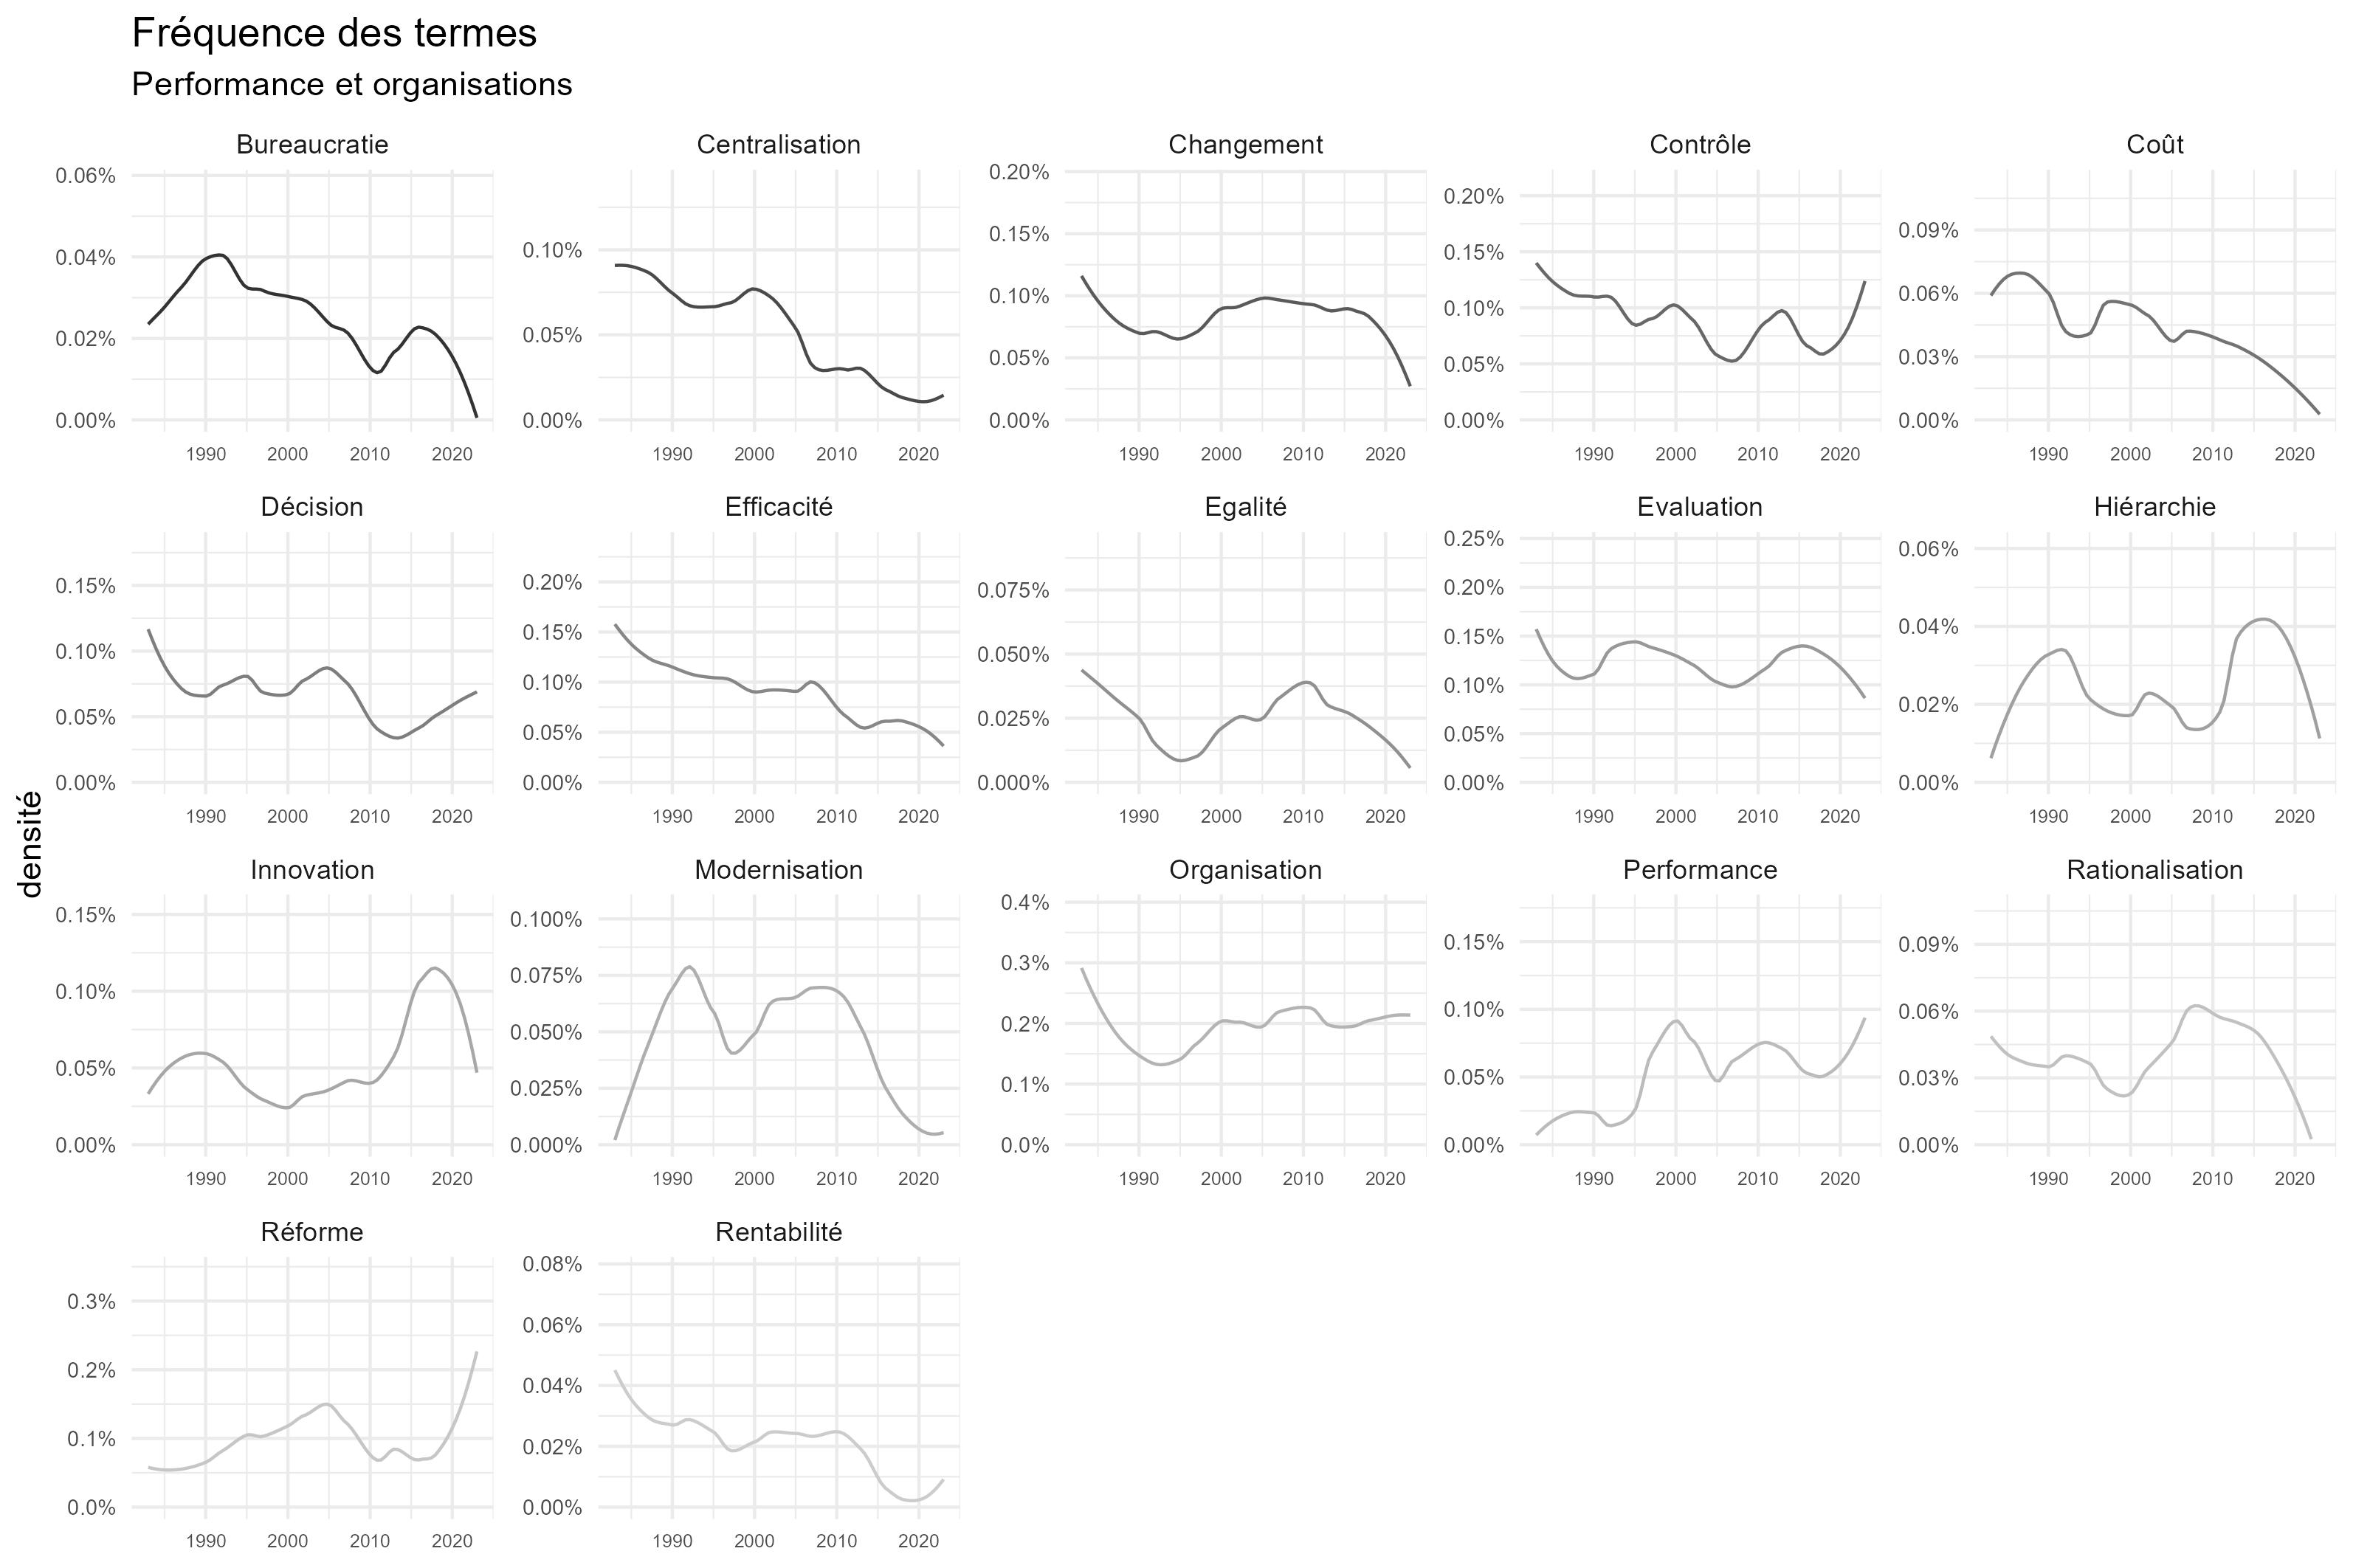 Fréquence des termes
Performance et organisations
densité
Bureaucratie
0.06%
0.04%
0.02%
0.00%
1990 2000 2010 2020
Centralisation
0.10%
0.05%
0.00%
1990 2000 2010 2020
Changement
0.20%
0.15%
0.10%
0.05%
0.00%
1990 2000 2010 2020
Contrôle
0.20%
0.15%
0.10%
0.05%
0.00%
1990 2000 2010 2020
Coût
0.09%
0.06%
0.03%
0.00%
1990 2000 2010 2020
Décision
0.15%
0.10%
0.05%
0.00%
1990 2000 2010 2020
Efficacité
0.20%
0.15%
0.10%
0.05%
0.00%
1990 2000 2010 2020
Egalité
0.075%
0.050%
0.025%
0.000%
1990 2000 2010 2020
Evaluation
0.25%
0.20%
0.15%
0.10%
0.05%
0.00%
1990 2000 2010 2020
Hiérarchie
0.06%
0.04%
0.02%
0.00%
1990 2000 2010 2020
Innovation
0.15%
0.10%
0.05%
0.00%
1990 2000 2010 2020
Modernisation
0.100%
0.075%
0.050%
0.025%
0.000%
1990 2000 2010 2020
Organisation
0.4%
0.3%
0.2%
0.1%
0.0%
1990 2000 2010 2020
Performance
0.15%
0.10%
0.05%
0.00%
1990 2000 2010 2020
Rationalisation
0.09%
0.06%
0.03%
0.00%
1990 2000 2010 2020
Réforme
0.3%
0.2%
0.1%
0.0%
1990 2000 2010 2020
Rentabilité
0.08%
0.06%
0.04%
0.02%
0.00%
1990 2000 2010 2020